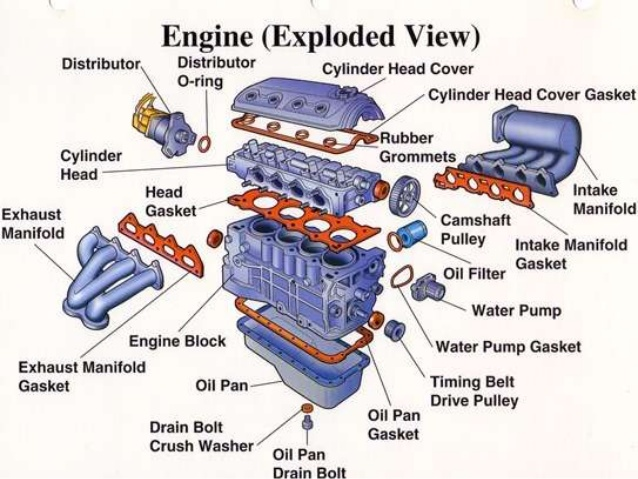 Engine (Exploded View)
Distributor
Distributor
O-ring
Cylinder Head Cover
Cylinder Head Cover Gasket
Rubber
Grommets
Cylinder
Head
Head
Gasket
Intake
Manifold
Exhaust
Manifold
Camshaft
Pulley
Intake Manifold
Gasket
Oil Filter
Water Pump
Engine Block
Water Pump Gasket
Exhaust Manifold
Gasket
Oil Pan
Timing Belt
Drive Pulley
Oil Pan
Gasket
Drain Bolt
Crush Washer
Oil Pan
Drain Bolt